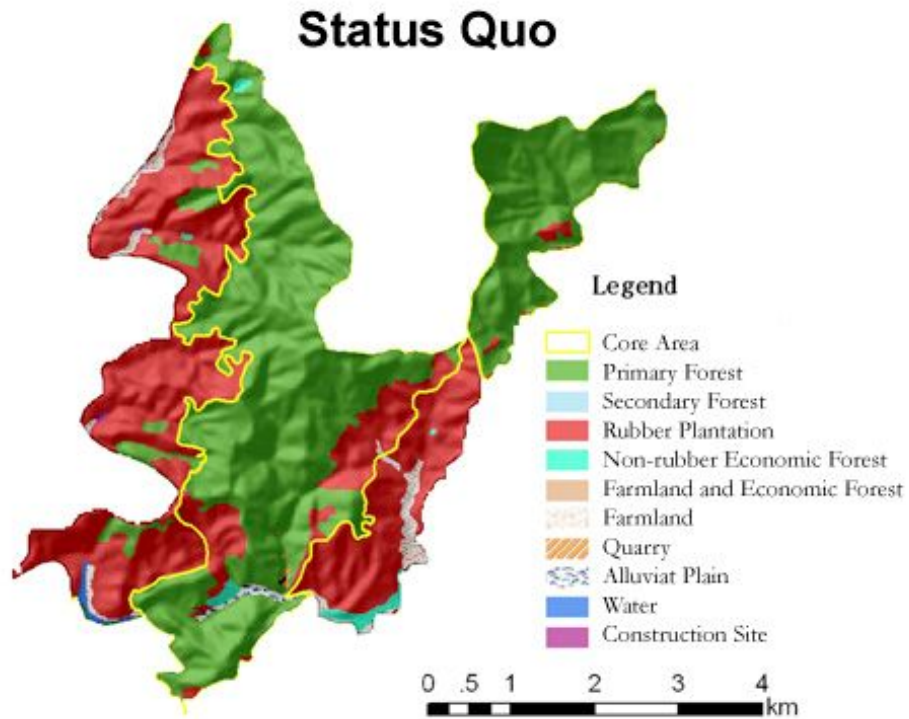 Status Quo
Legend
Core Area
Primary Forest
Secondary Forest
Rubber Plantation
Non-rubber Economic Forest
Farmland and Economic Forest
Farmland
Quarry
Alluviat Plain
Water
Construction Site
0 .5 1 2 3 4
km